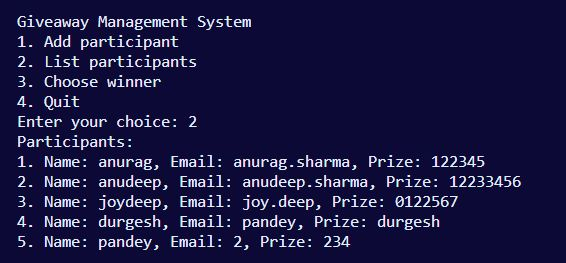 Giveaway Management System
1. Add participant
2. List participants
3. Choose winner
4. Quit
Enter your choice: 2
Participants:
1. Name: anurag, Email: anurag.sharma, Prize: 122345
2. Name: anudeep, Email: anudeep.sharma, Prize: 12233456
3. Name: joydeep, Email: joy.deep, Prize: 0122567
4. Name: durgesh, Email: pandey, Prize: durgesh
5. Name: pandey, Email: 2, Prize: 234